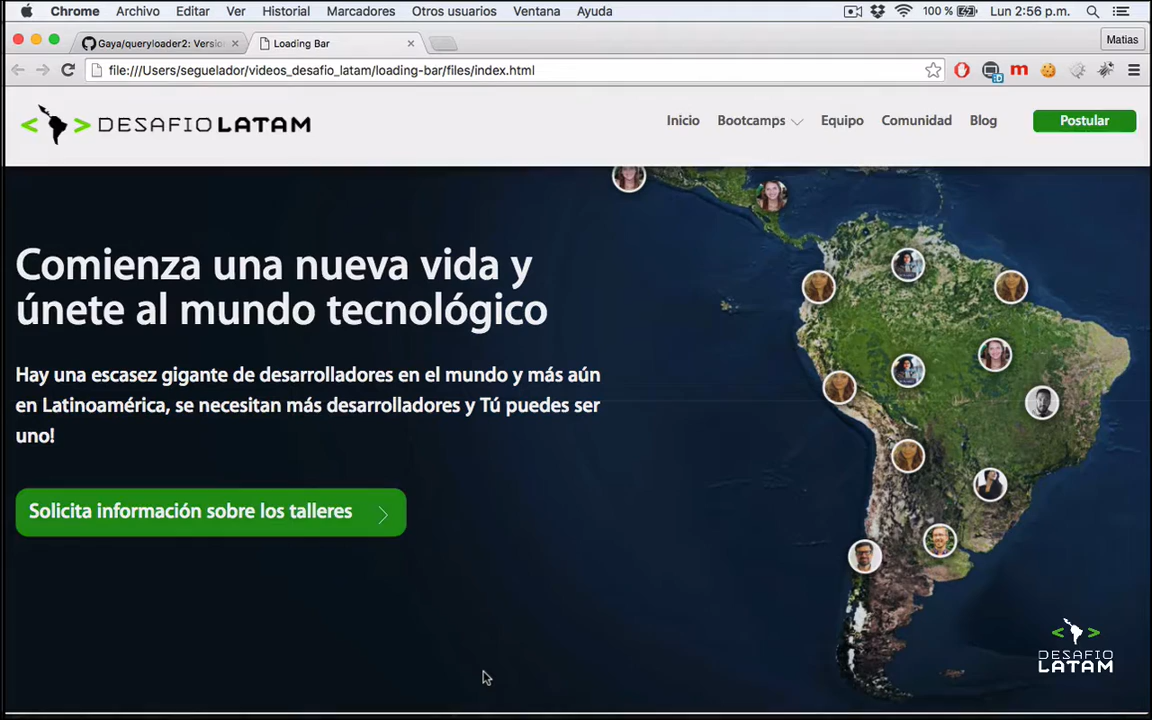 Chrome Archivo Editar Ver Historial Marcadores Otros usuarios Ventana Ayuda 100 % Lun 2:56 p.m.
Gaya/queryloader2: Versio Loading Bar Matias
file:///Users/seguelador/videos_desafio_latam/loading-bar/files/index.html
< > DESAFIO LATAM Inicio Bootcamps Equipo Comunidad Blog Postular
Comienza una nueva vida y
únete al mundo tecnológico
Hay una escasez gigante de desarrolladores en el mundo y más aún
en Latinoamérica, se necesitan más desarrolladores y Tú puedes ser
uno!
Solicita información sobre los talleres
< >
DESAFIO
LATAM